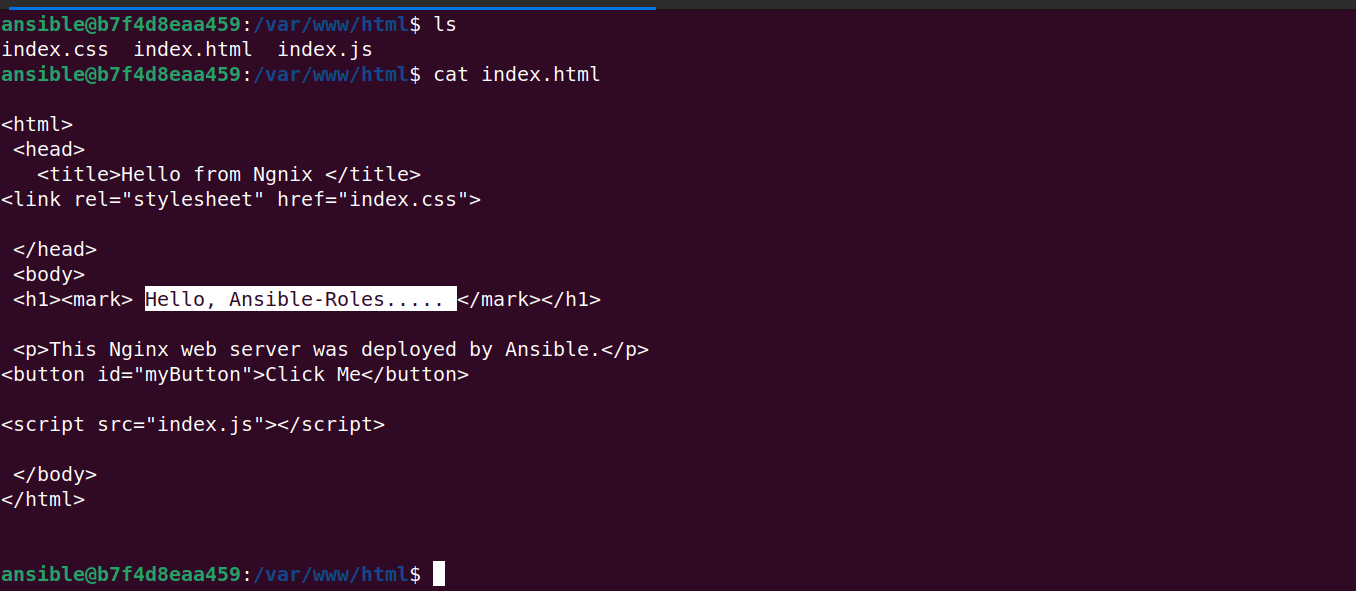 ansible@b7f4d8eaa459:/var/www/html$ ls
index.css  index.html  index.js
ansible@b7f4d8eaa459:/var/www/html$ cat index.html
<html>
 <head>
   <title>Hello from Ngnix </title>
<link rel="stylesheet" href="index.css">
 </head>
 <body>
 <h1><mark> Hello, Ansible-Roles..... </mark></h1>
 <p>This Nginx web server was deployed by Ansible.</p>
<button id="myButton">Click Me</button>
<script src="index.js"></script>
 </body>
</html>
ansible@b7f4d8eaa459:/var/www/html$